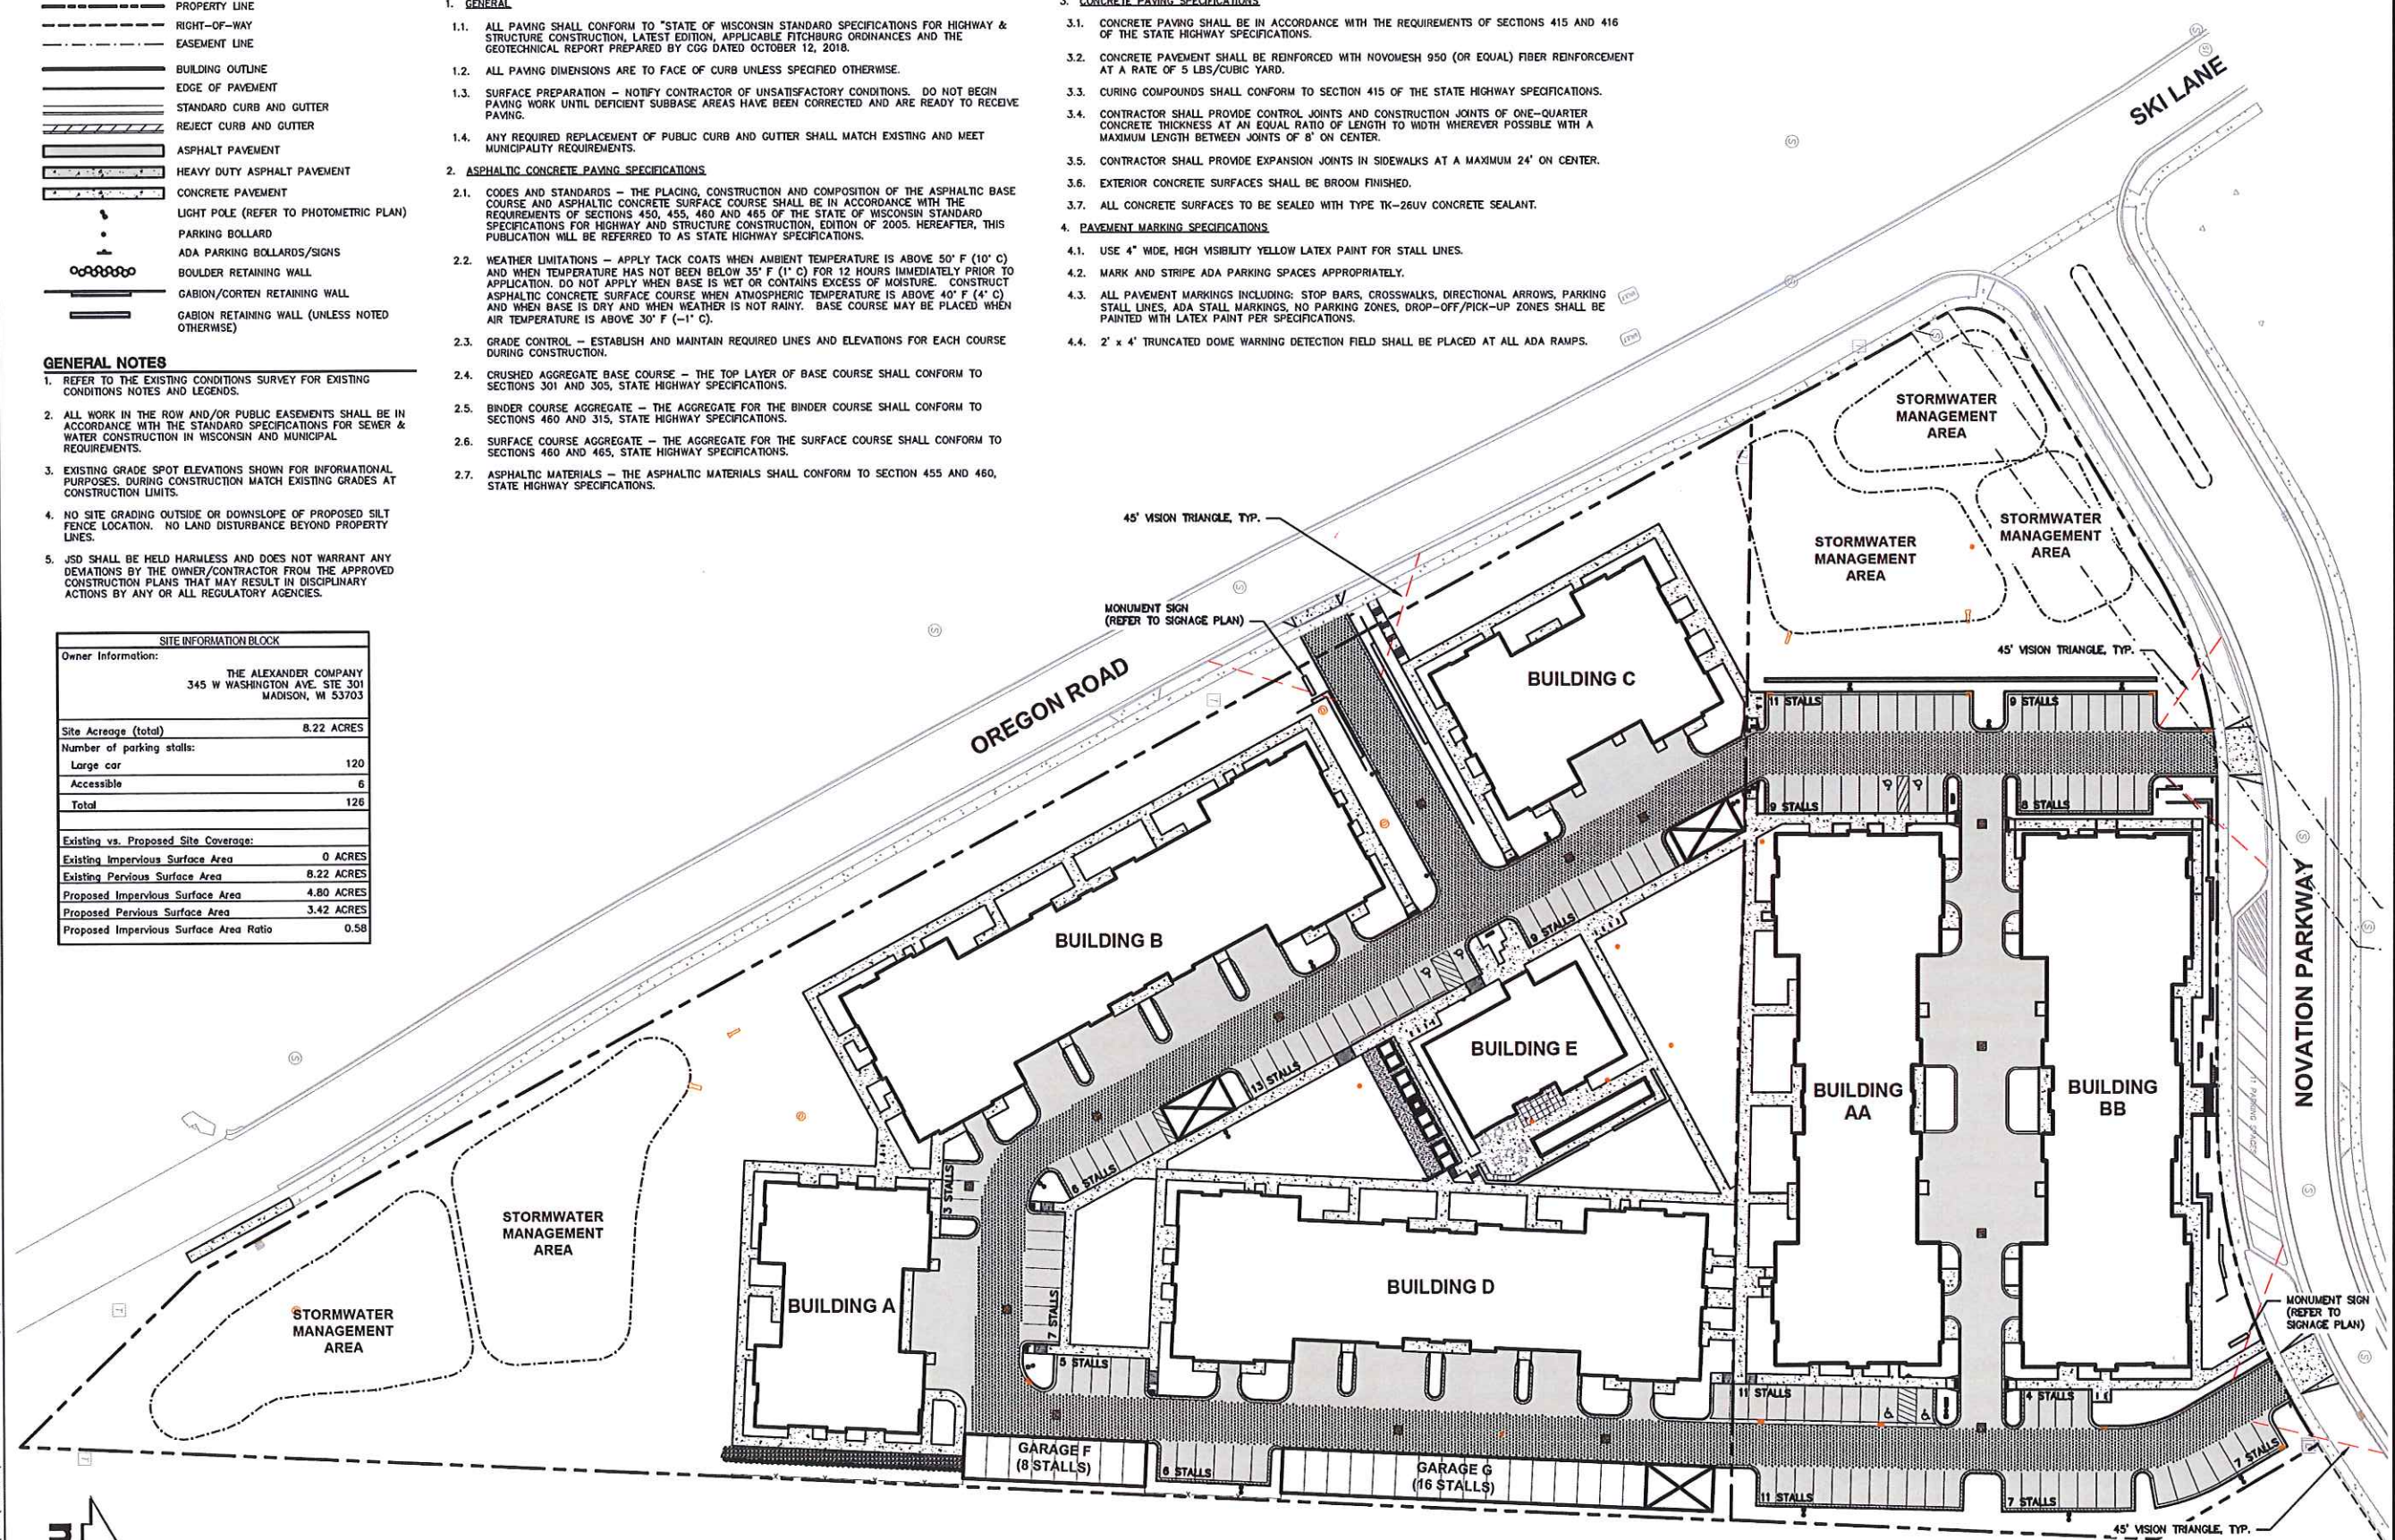 PROPERTY LINE
RIGHT-OF-WAY
EASEMENT LINE
BUILDING OUTLINE
EDGE OF PAVEMENT
STANDARD CURB AND GUTTER
REJECT CURB AND GUTTER
ASPHALT PAVEMENT
HEAVY DUTY ASPHALT PAVEMENT
CONCRETE PAVEMENT
LIGHT POLE (REFER TO PHOTOMETRIC PLAN)
PARKING BOLLARD
ADA PARKING BOLLARDS/SIGNS
BOULDER RETAINING WALL
GABION/CORTEN RETAINING WALL
GABION RETAINING WALL (UNLESS NOTED
OTHERWISE)
GENERAL NOTES
1. REFER TO THE EXISTING CONDITIONS SURVEY FOR EXISTING
CONDITIONS NOTES AND LEGENDS.
2. ALL WORK IN THE ROW AND/OR PUBLIC EASEMENTS SHALL BE IN
ACCORDANCE WITH THE STANDARD SPECIFICATIONS FOR SEWER &
WATER CONSTRUCTION IN WISCONSIN AND MUNICIPAL
REQUIREMENTS.
3. EXISTING GRADE SPOT ELEVATIONS SHOWN FOR INFORMATIONAL
PURPOSES. DURING CONSTRUCTION MATCH EXISTING GRADES AT
CONSTRUCTION LIMITS.
4. NO SITE GRADING OUTSIDE OR DOWNSLOPE OF PROPOSED SILT
FENCE LOCATION. NO LAND DISTURBANCE BEYOND PROPERTY
LINES.
5. JSD SHALL BE HELD HARMLESS AND DOES NOT WARRANT ANY
DEVIATIONS BY THE OWNER/CONTRACTOR FROM THE APPROVED
CONSTRUCTION PLANS THAT MAY RESULT IN DISCIPLINARY
ACTIONS BY ANY OR ALL REGULATORY AGENCIES.
SITE INFORMATION BLOCK
Owner Information:
THE ALEXANDER COMPANY
345 W WASHINGTON AVE. STE 301
MADISON, WI 53703
Site Acreage (total) 8.22 ACRES
Number of parking stalls:
Large car 120
Accessible 6
Total 126
Existing vs. Proposed Site Coverage:
Existing Impervious Surface Area 0 ACRES
Existing Pervious Surface Area 8.22 ACRES
Proposed Impervious Surface Area 4.80 ACRES
Proposed Pervious Surface Area 3.42 ACRES
Proposed Impervious Surface Area Ratio 0.58
1. GENERAL
1.1. ALL PAVING SHALL CONFORM TO "STATE OF WISCONSIN STANDARD SPECIFICATIONS FOR HIGHWAY &
STRUCTURE CONSTRUCTION, LATEST EDITION, APPLICABLE FITCHBURG ORDINANCES AND THE
GEOTECHNICAL REPORT PREPARED BY CGG DATED OCTOBER 12, 2018.
1.2. ALL PAVING DIMENSIONS ARE TO FACE OF CURB UNLESS SPECIFIED OTHERWISE.
1.3. SURFACE PREPARATION – NOTIFY CONTRACTOR OF UNSATISFACTORY CONDITIONS. DO NOT BEGIN
PAVING WORK UNTIL DEFICIENT SUBBASE AREAS HAVE BEEN CORRECTED AND ARE READY TO RECEIVE
PAVING.
1.4. ANY REQUIRED REPLACEMENT OF PUBLIC CURB AND GUTTER SHALL MATCH EXISTING AND MEET
MUNICIPALITY REQUIREMENTS.
2. ASPHALTIC CONCRETE PAVING SPECIFICATIONS
2.1. CODES AND STANDARDS – THE PLACING, CONSTRUCTION AND COMPOSITION OF THE ASPHALTIC BASE
COURSE AND ASPHALTIC CONCRETE SURFACE COURSE SHALL BE IN ACCORDANCE WITH THE
REQUIREMENTS OF SECTIONS 450, 455, 460 AND 465 OF THE STATE OF WISCONSIN STANDARD
SPECIFICATIONS FOR HIGHWAY AND STRUCTURE CONSTRUCTION, EDITION OF 2005. HEREAFTER, THIS
PUBLICATION WILL BE REFERRED TO AS STATE HIGHWAY SPECIFICATIONS.
2.2. WEATHER LIMITATIONS – APPLY TACK COATS WHEN AMBIENT TEMPERATURE IS ABOVE 50° F (10° C)
AND WHEN TEMPERATURE HAS NOT BEEN BELOW 35° F (1° C) FOR 12 HOURS IMMEDIATELY PRIOR TO
APPLICATION. DO NOT APPLY WHEN BASE IS WET OR CONTAINS EXCESS OF MOISTURE. CONSTRUCT
ASPHALTIC CONCRETE SURFACE COURSE WHEN ATMOSPHERIC TEMPERATURE IS ABOVE 40° F (4° C)
AND WHEN BASE IS DRY AND WHEN WEATHER IS NOT RAINY. BASE COURSE MAY BE PLACED WHEN
AIR TEMPERATURE IS ABOVE 30° F (–1° C).
2.3. GRADE CONTROL – ESTABLISH AND MAINTAIN REQUIRED LINES AND ELEVATIONS FOR EACH COURSE
DURING CONSTRUCTION.
2.4. CRUSHED AGGREGATE BASE COURSE – THE TOP LAYER OF BASE COURSE SHALL CONFORM TO
SECTIONS 301 AND 305, STATE HIGHWAY SPECIFICATIONS.
2.5. BINDER COURSE AGGREGATE – THE AGGREGATE FOR THE BINDER COURSE SHALL CONFORM TO
SECTIONS 460 AND 315, STATE HIGHWAY SPECIFICATIONS.
2.6. SURFACE COURSE AGGREGATE – THE AGGREGATE FOR THE SURFACE COURSE SHALL CONFORM TO
SECTIONS 460 AND 465, STATE HIGHWAY SPECIFICATIONS.
2.7. ASPHALTIC MATERIALS – THE ASPHALTIC MATERIALS SHALL CONFORM TO SECTION 455 AND 460,
STATE HIGHWAY SPECIFICATIONS.
3. CONCRETE PAVING SPECIFICATIONS
3.1. CONCRETE PAVING SHALL BE IN ACCORDANCE WITH THE REQUIREMENTS OF SECTIONS 415 AND 416
OF THE STATE HIGHWAY SPECIFICATIONS.
3.2. CONCRETE PAVEMENT SHALL BE REINFORCED WITH NOVOMESH 950 (OR EQUAL) FIBER REINFORCEMENT
AT A RATE OF 5 LBS/CUBIC YARD.
3.3. CURING COMPOUNDS SHALL CONFORM TO SECTION 415 OF THE STATE HIGHWAY SPECIFICATIONS.
3.4. CONTRACTOR SHALL PROVIDE CONTROL JOINTS AND CONSTRUCTION JOINTS OF ONE-QUARTER
CONCRETE THICKNESS AT AN EQUAL RATIO OF LENGTH TO WIDTH WHEREVER POSSIBLE WITH A
MAXIMUM LENGTH BETWEEN JOINTS OF 8' ON CENTER.
3.5. CONTRACTOR SHALL PROVIDE EXPANSION JOINTS IN SIDEWALKS AT A MAXIMUM 24' ON CENTER.
3.6. EXTERIOR CONCRETE SURFACES SHALL BE BROOM FINISHED.
3.7. ALL CONCRETE SURFACES TO BE SEALED WITH TYPE TK-26UV CONCRETE SEALANT.
4. PAVEMENT MARKING SPECIFICATIONS
4.1. USE 4" WIDE, HIGH VISIBILITY YELLOW LATEX PAINT FOR STALL LINES.
4.2. MARK AND STRIPE ADA PARKING SPACES APPROPRIATELY.
4.3. ALL PAVEMENT MARKINGS INCLUDING: STOP BARS, CROSSWALKS, DIRECTIONAL ARROWS, PARKING
STALL LINES, ADA STALL MARKINGS, NO PARKING ZONES, DROP-OFF/PICK-UP ZONES SHALL BE
PAINTED WITH LATEX PAINT PER SPECIFICATIONS.
4.4. 2' x 4' TRUNCATED DOME WARNING DETECTION FIELD SHALL BE PLACED AT ALL ADA RAMPS.
SKI LANE
STORMWATER
MANAGEMENT
AREA
STORMWATER
MANAGEMENT
AREA
STORMWATER
MANAGEMENT
AREA
45' VISION TRIANGLE, TYP.
MONUMENT SIGN
(REFER TO SIGNAGE PLAN)
45' VISION TRIANGLE, TYP.
OREGON ROAD
BUILDING C
11 STALLS
9 STALLS
9 STALLS
8 STALLS
BUILDING B
9 STALLS
13 STALLS
BUILDING E
BUILDING
AA
BUILDING
BB
NOVATION PARKWAY
11 PARKING SPACES
6 STALLS
3 STALLS
STORMWATER
MANAGEMENT
AREA
STORMWATER
MANAGEMENT
AREA
BUILDING A
7 STALLS
BUILDING D
5 STALLS
11 STALLS
4 STALLS
MONUMENT SIGN
(REFER TO
SIGNAGE PLAN)
GARAGE F
(8 STALLS)
6 STALLS
GARAGE G
(16 STALLS)
11 STALLS
7 STALLS
7 STALLS
45' VISION TRIANGLE, TYP.